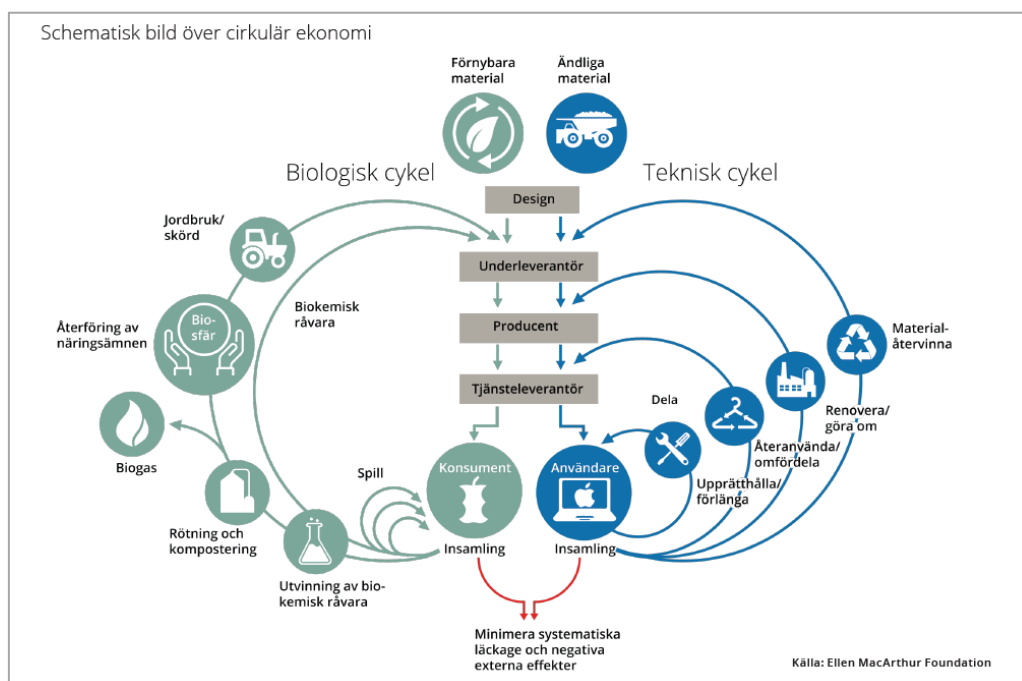 Schematisk bild över cirkulär ekonomi
Förnybara
material
Ändliga
material
Biologisk cykel
Teknisk cykel
Design
Jordbruk/
skörd
Underleverantör
Biokemisk
råvara
Återföring av
näringsämnen
Bio-
sfär
Producent
Material-
återvinna
Tjänsteleverantör
Dela
Renovera/
göra om
Återanvända/
omfördela
Biogas
Spill
Konsument
Användare
Upprätthålla/
förlänga
Rötning och
kompostering
Insamling
Insamling
Utvinning av bio-
kemisk råvara
Minimera systematiska
läckage och negativa
externa effekter
Källa: Ellen MacArthur Foundation